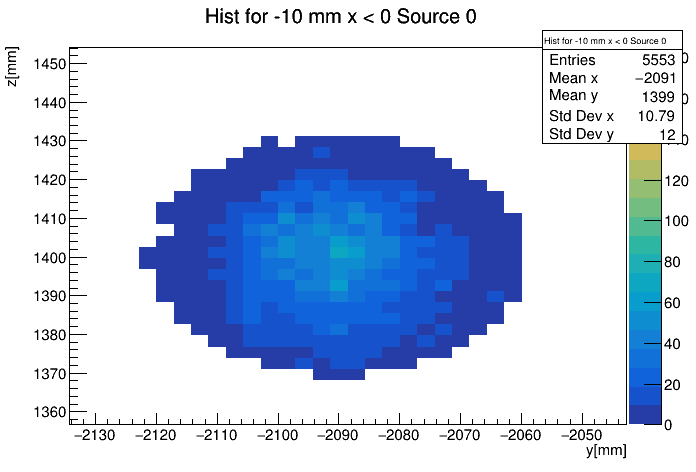 Hist for -10 mm x < 0 Source 0
z[mm]
1450
1440
1430
1420
1410
1400
1390
1380
1370
1360
−2130 −2120 −2110 −2100 −2090 −2080 −2070 −2060 −2050
y[mm]
Hist for -10 mm x < 0 Source 0
Entries 5553
Mean x −2091
Mean y 1399
Std Dev x 10.79
Std Dev y 12
120
100
80
60
40
20
0